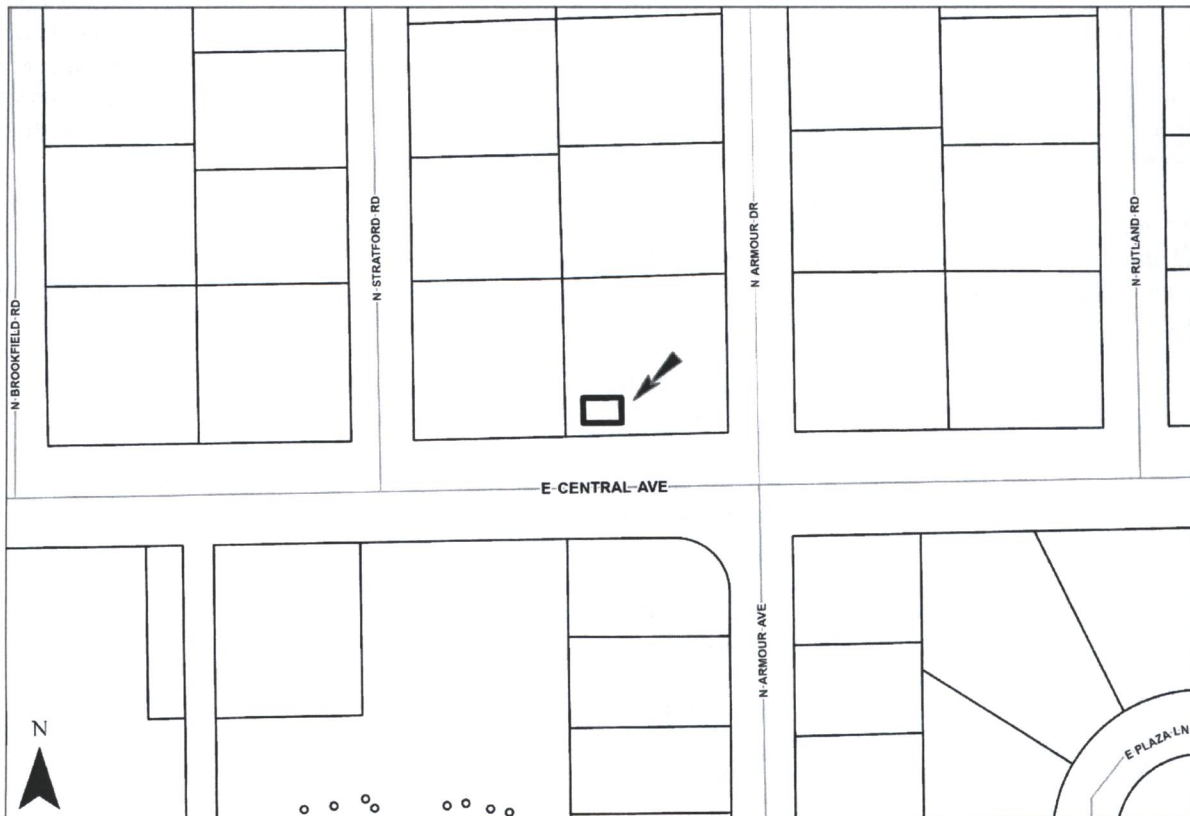 N BROOKFIELD RD
N STRATFORD RD
N ARMOUR DR
N RUTLAND RD
E CENTRAL AVE
N ARMOUR AVE
E PLAZA LN
N